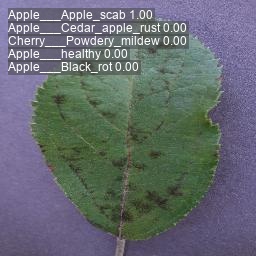 Apple___Apple_scab 1.00
Apple___Cedar_apple_rust 0.00
Cherry___Powdery_mildew 0.00
Apple___healthy 0.00
Apple___Black_rot 0.00